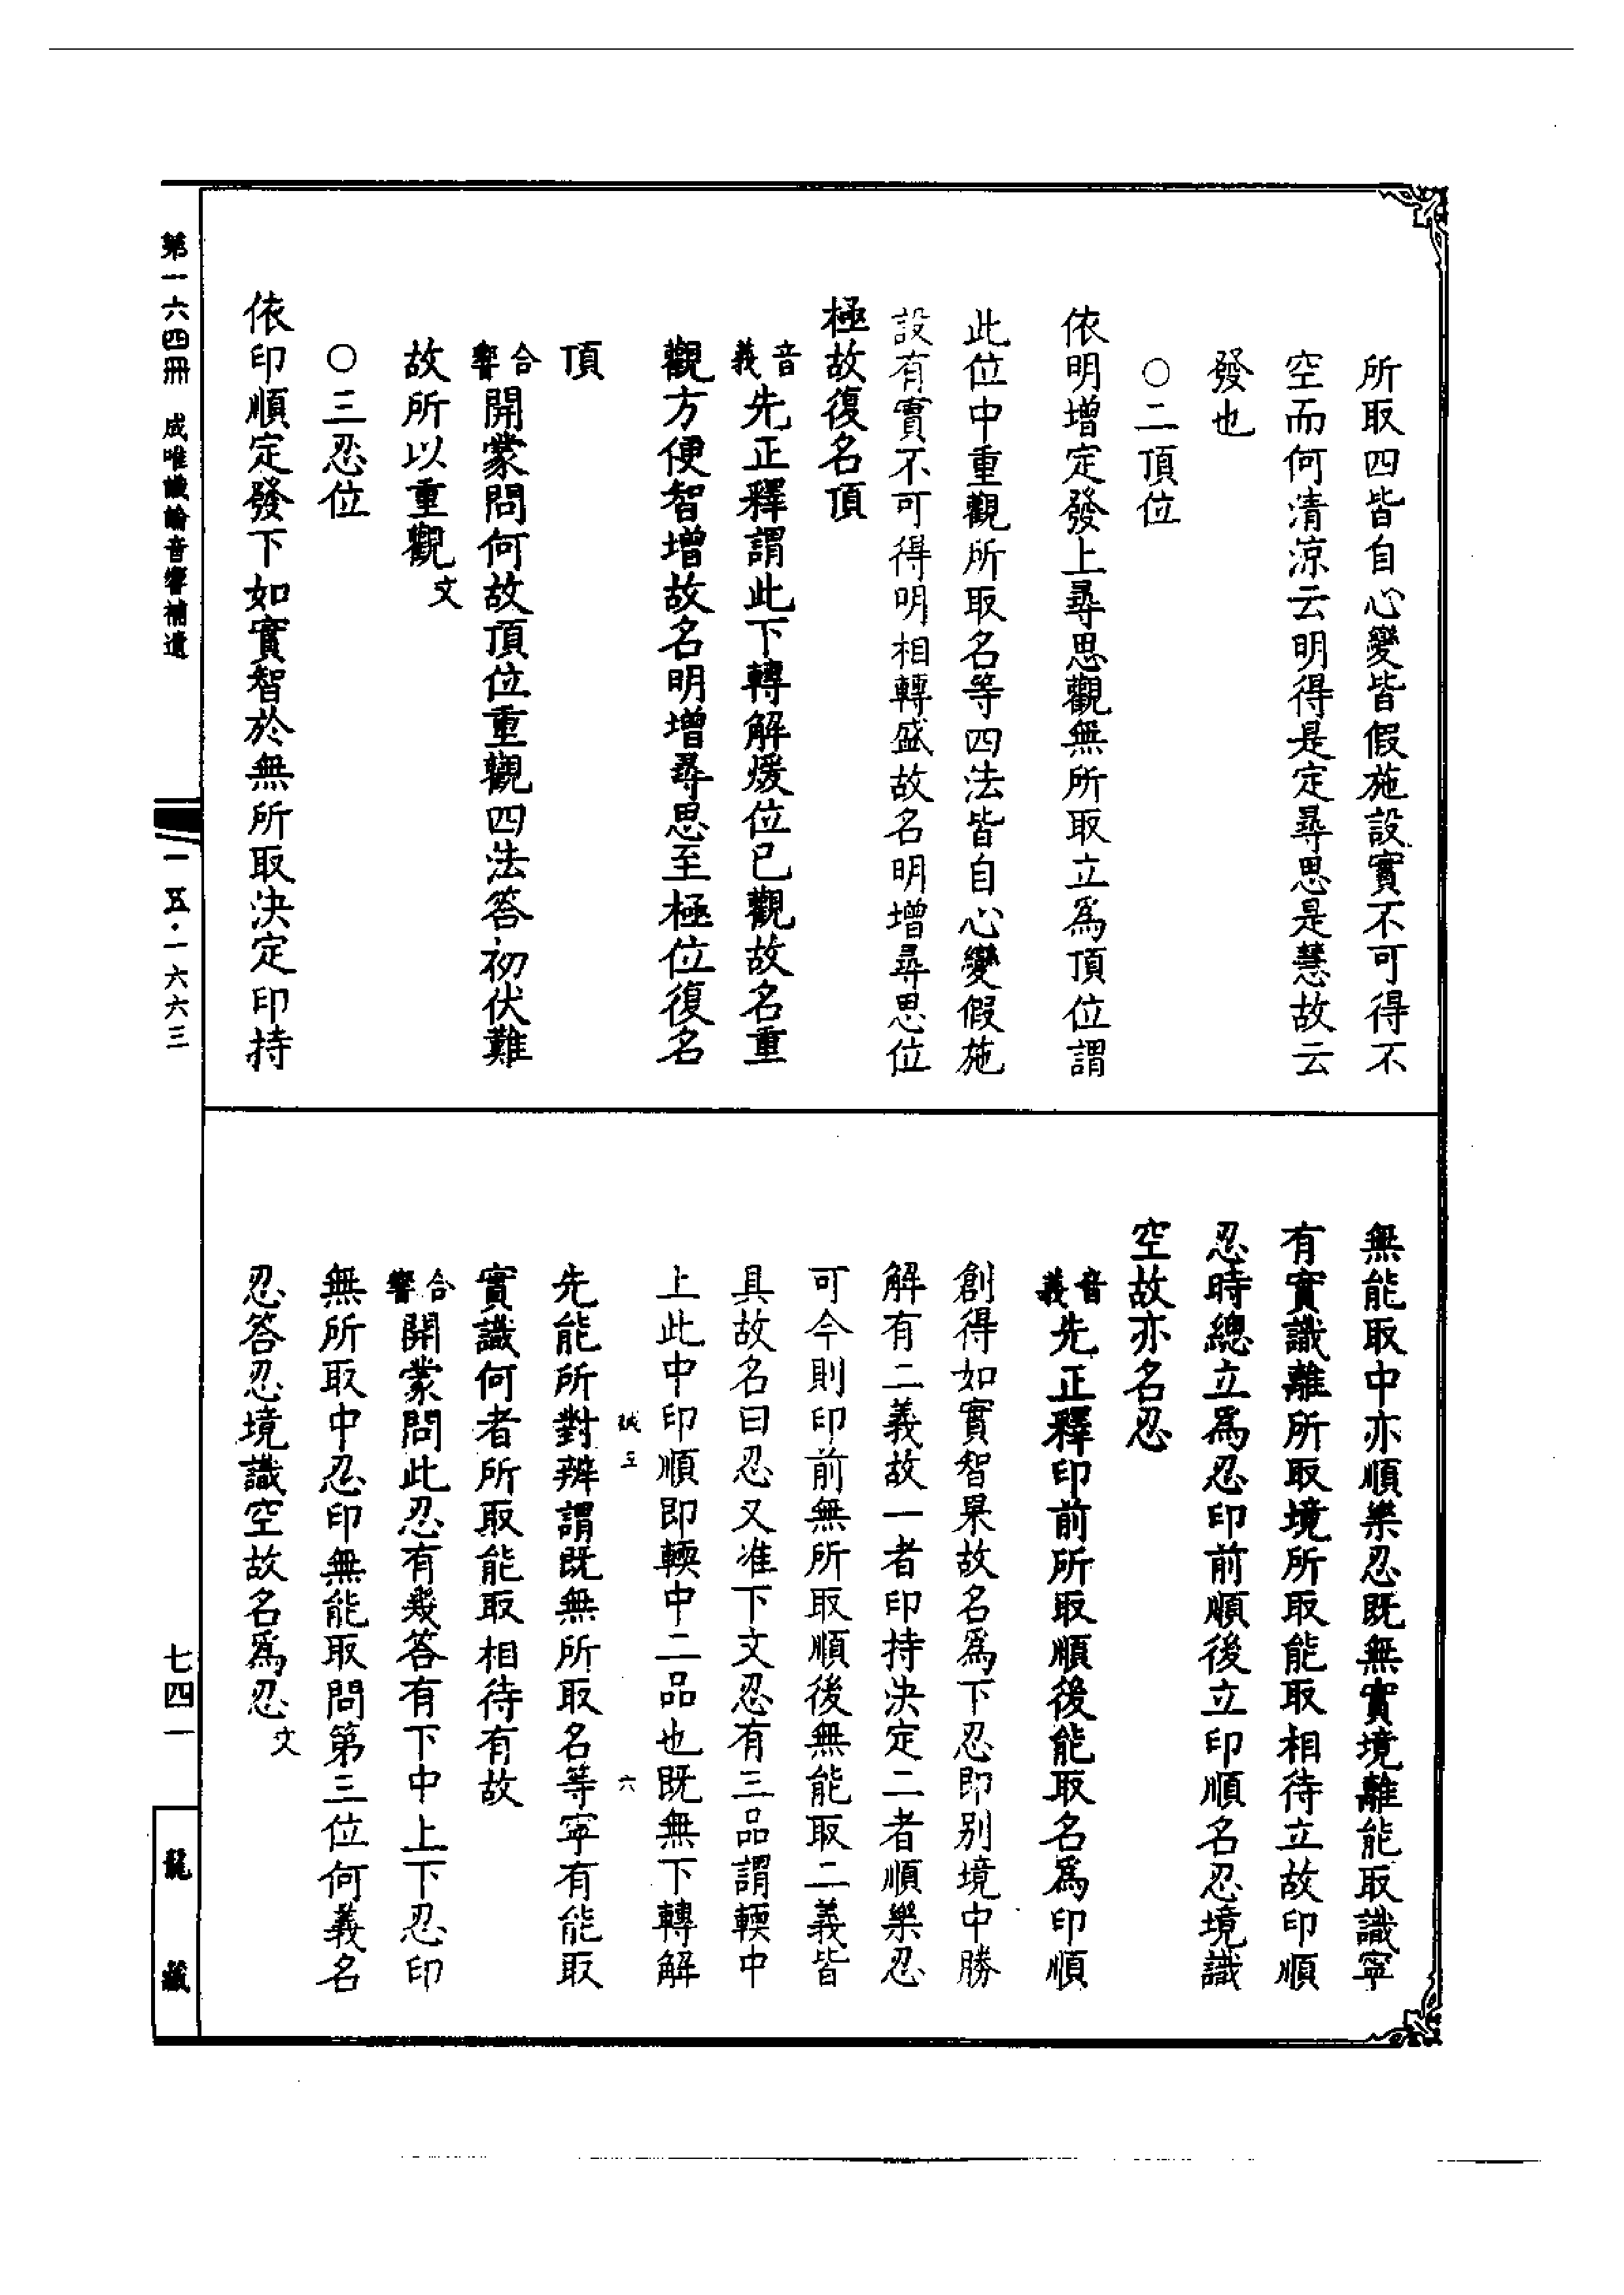 所取四皆自心變皆假施設實不可得不
空而何清涼云明得是定尋思是慧故云
發也
○二頂位
依明增定發上尋思觀無所取立爲頂位謂
此位中重觀所取名等四法皆自心變假施
設有實不可得明相轉盛故名明增尋思位
極故復名頂
音義先正釋謂此下轉解煖位已觀故名重
觀方便智增故名明增尋思至極位復名
頂
合響開蒙問何故頂位重觀四法答初伏難
故所以重觀文
○三忍位
依印順定發下如實智於無所取決定印持
無能取中亦順樂忍既無實境離能取識寧
有實識離所取境所取能取相待立故印順
忍時總立爲忍印前順後立印順名忍境識
空故亦名忍
音義先正釋印前所取順後能取名爲印順
創得如實智果故名爲下忍即別境中勝
解有二義故一者印持決定二者順樂忍
可今則印前無所取順後無能取二義皆
具故名曰忍又准下文忍有三品謂輭中
上此中印順即輭中二品也既無下轉解
六
先能所對辨謂既無所取名等寧有能取
實識何者所取能取相待有故
合響開蒙問此忍有幾答有下中上下忍印
無所取中忍印無能取問第三位何義名
忍答忍境識空故名爲忍文
第一六四冊 成唯識論音響補遺
一五·一六六三
七四一
龍藏